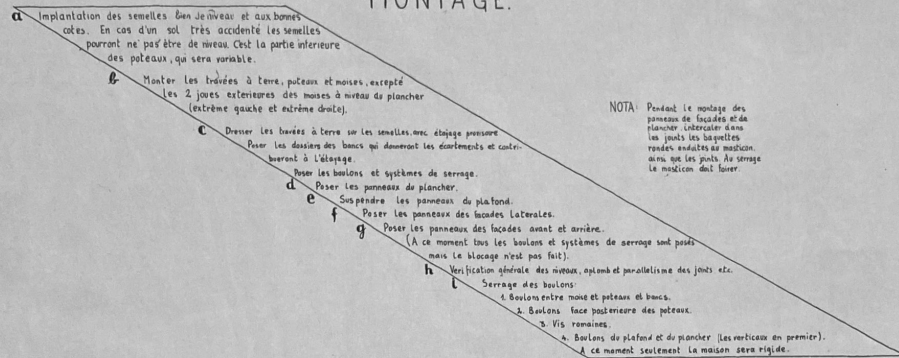 MONTAGE.
a Implantation des semelles bien de niveau et aux bonnes
cotes. En cas d'un sol très accidenté les semelles
pourront ne pas être de niveau. C'est la partie interieure
des poteaux, qui sera variable.
b Monter les travées à terre, poteaux et moises, excepté
les 2 joues exterieures des moises à niveau du plancher
(extrême gauche et extrême droite).
c Dresser les travées à terre sur les semelles, avec étayage provisoire
Poser les dossiers des bancs qui donneront les écartements et contri-
bueront à l'étayage.
Poser les boulons et systèmes de serrage.
d Poser les panneaux du plancher.
e Suspendre les panneaux du plafond.
f Poser les panneaux des façades laterales.
g Poser les panneaux des façades avant et arrière.
(A ce moment tous les boulons et systèmes de serrage sont posés
mais le blocage n'est pas fait).
h Verification générale des niveaux, aplomb et parallelisme des joints etc.
i Serrage des boulons:
1. Boulons entre moise et poteaux et bancs.
2. Boulons face posterieure des poteaux.
3. Vis romaines.
4. Boulons du plafond et du plancher (Les verticaux en premier).
A ce moment seulement la maison sera rigide.
NOTA: Pendant le montage des
panneaux de façades et de
plancher, intercaler dans
les joints les baguettes
rondes enduites au masticon.
ainsi que les joints. Au serrage
le masticon doit foirer.